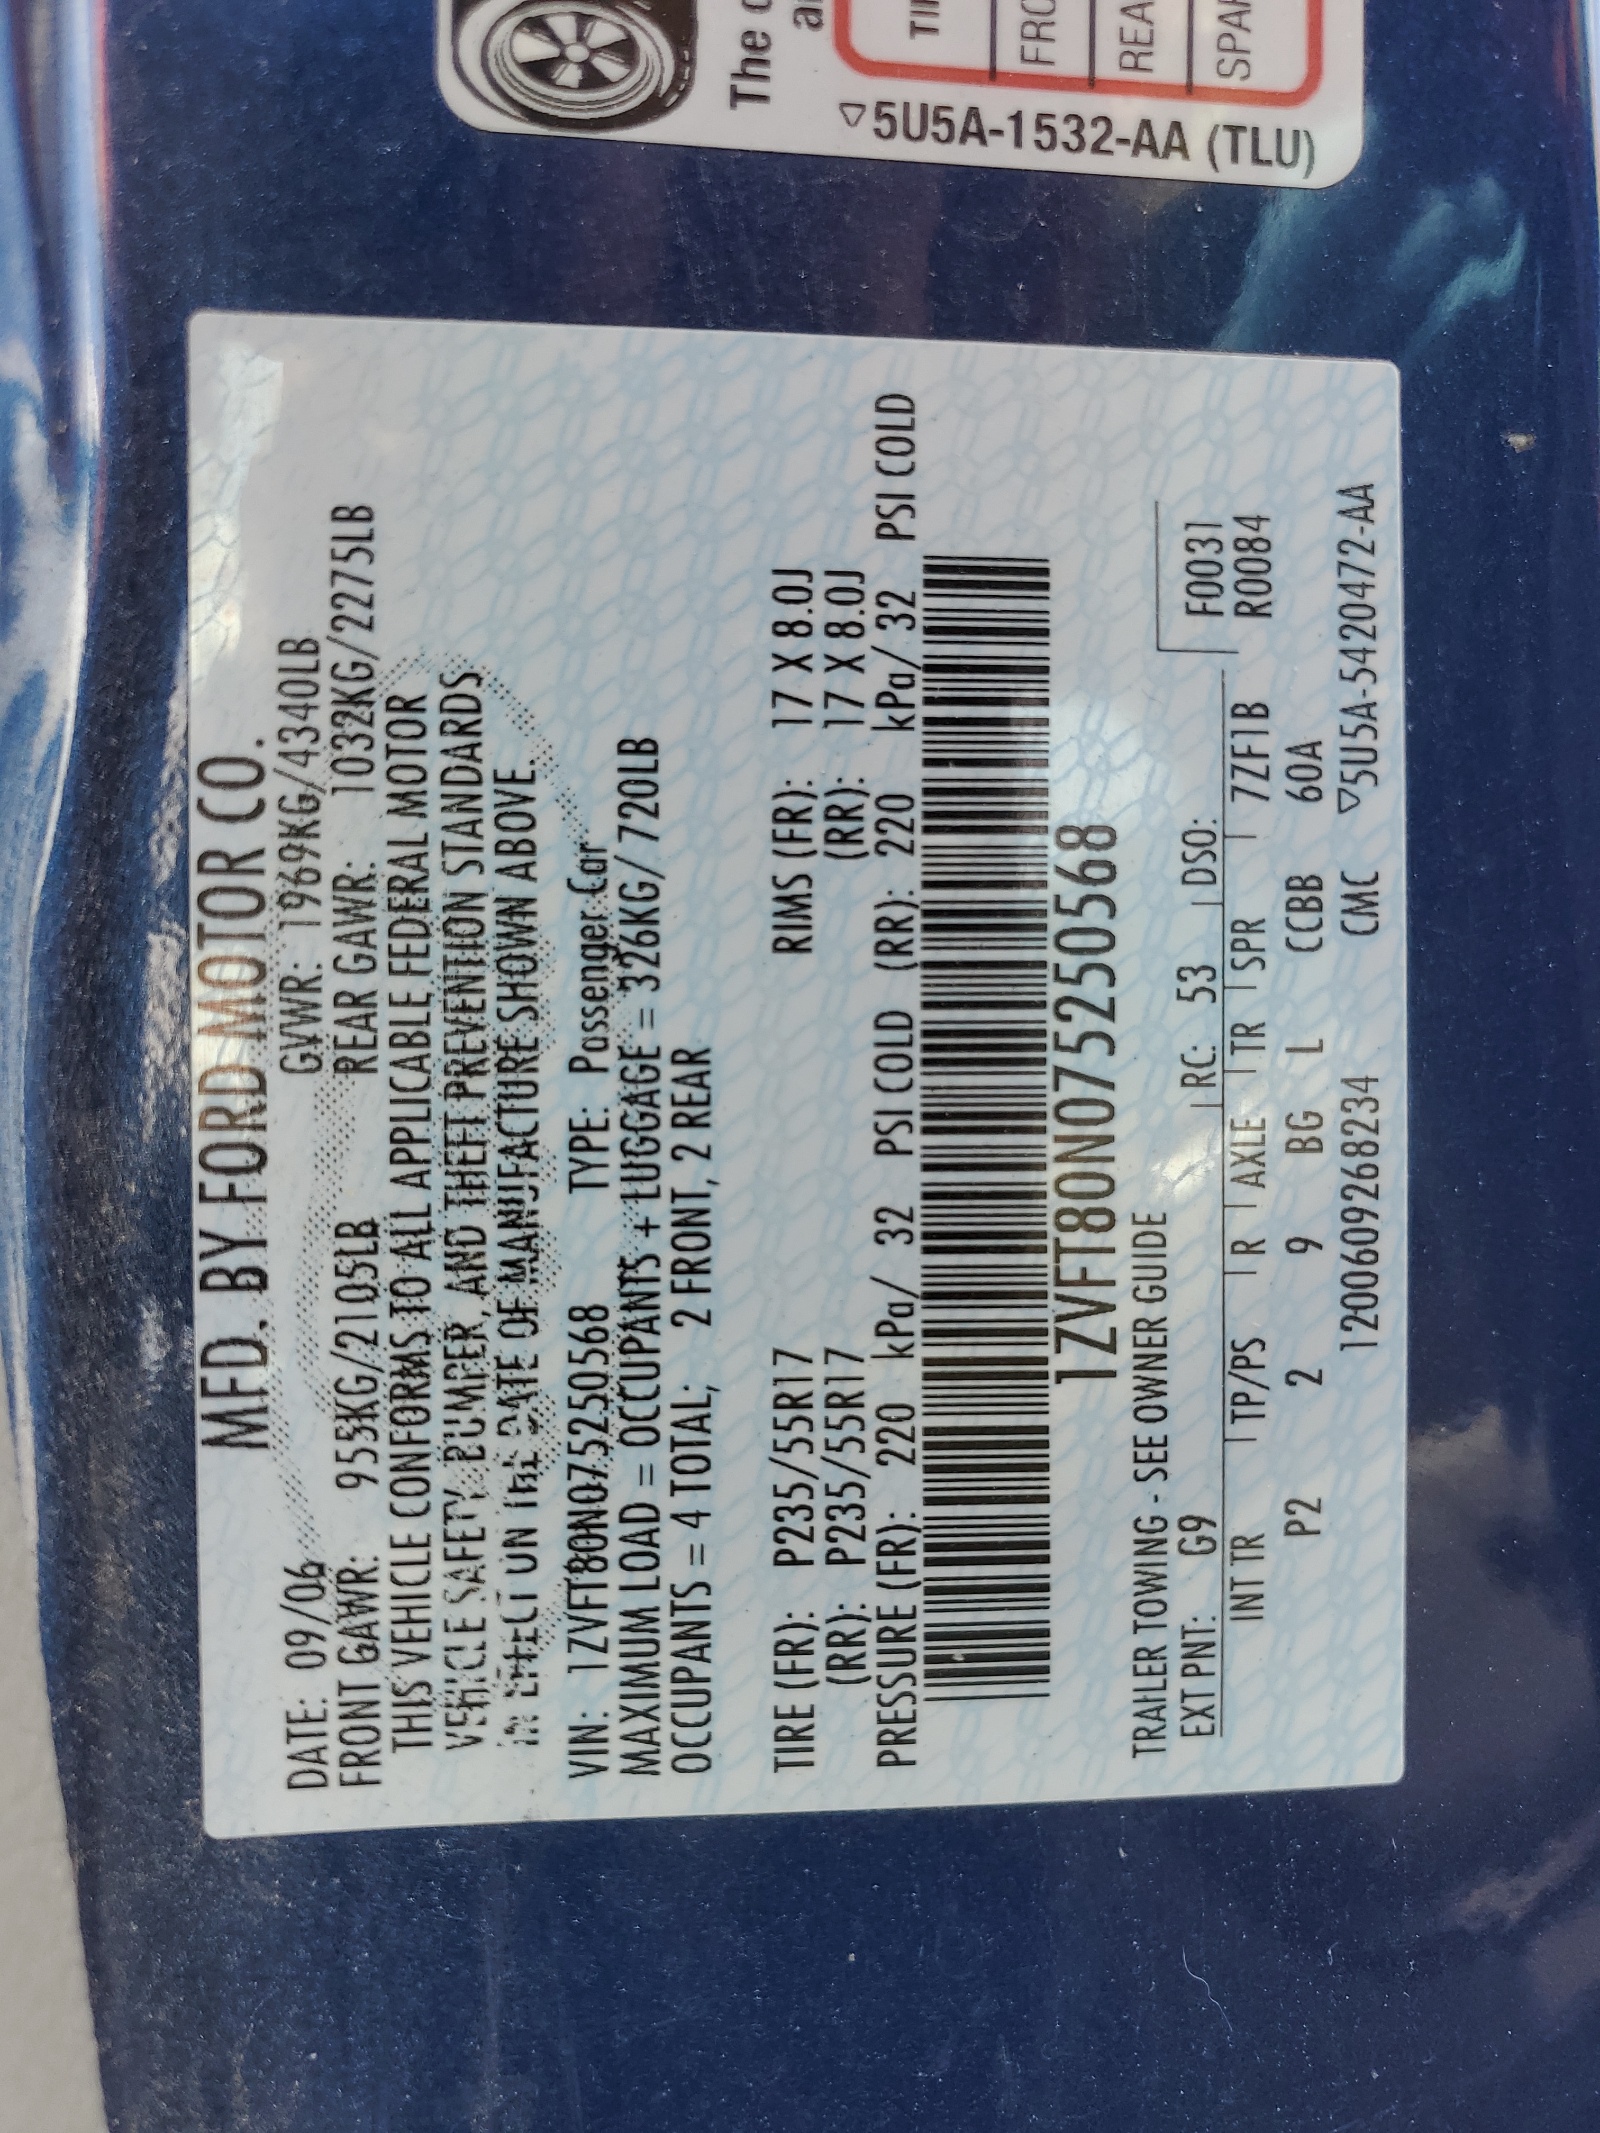 MFD. BY FORD MOTOR CO.
DATE: 09/06 GVWR: 1969KG/4340LB
FRONT GAWR: 953KG/2105LB REAR GAWR: 1032KG/2275LB
THIS VEHICLE CONFORMS TO ALL APPLICABLE FEDERAL MOTOR
VEHICLE SAFETY, BUMPER, AND THEFT PREVENTION STANDARDS
IN EFFECT ON THE DATE OF MANUFACTURE SHOWN ABOVE.
VIN: 1ZVFT80N075250568 TYPE: Passenger Car
MAXIMUM LOAD = OCCUPANTS + LUGGAGE = 326KG/720LB
OCCUPANTS = 4 TOTAL; 2 FRONT, 2 REAR
TIRE (FR): P235/55R17 RIMS (FR): 17 X 8.0J
(RR): P235/55R17 (RR): 17 X 8.0J
PRESSURE (FR): 220 kPa/ 32 PSI COLD (RR): 220 kPa/ 32 PSI COLD
1ZVFT80N075250568
TRAILER TOWING - SEE OWNER GUIDE
EXT PNT: G9 RC: 53 DSO: F0031
INT TR TP/PS R AXLE TR SPR 7ZF1B R0084
P2 2 9 BG L CCBB 60A
1200609268234 CMC ▽5U5A-5420472-AA
The
TI
FRO
REA
SPA
▽5U5A-1532-AA (TLU)